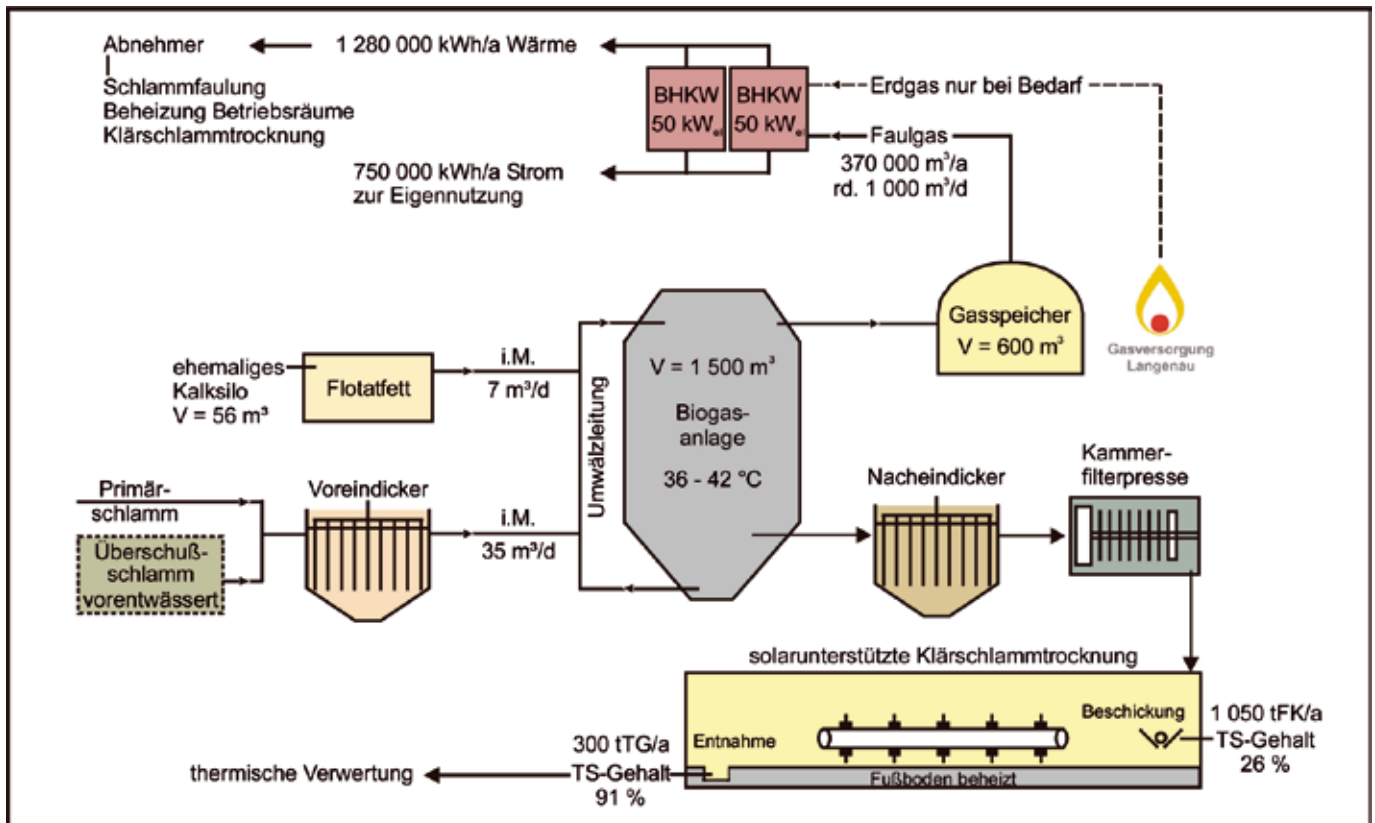 Abnehmer
1 280 000 kWh/a Wärme
Schlammfaulung
Beheizung Betriebsräume
Klärschlammtrocknung
750 000 kWh/a Strom
zur Eigennutzung
BHKW
50 kWel
BHKW
50 kWel
Erdgas nur bei Bedarf
Faulgas
370 000 m³/a
rd. 1 000 m³/d
Gasspeicher
V = 600 m³
Gasversorgung
Langenau
ehemaliges
Kalksilo
V = 56 m³
Flotatfett
i.M.
7 m³/d
Umwälzleitung
V = 1 500 m³
Biogas-
anlage
36 - 42 °C
Primär-
schlamm
Überschuß-
schlamm
vorentwässert
Voreindicker
i.M.
35 m³/d
Nacheindicker
Kammer-
filterpresse
solarunterstützte Klärschlammtrocknung
Beschickung
1 050 tFK/a
TS-Gehalt
26 %
Entnahme
300 tTG/a
TS-Gehalt
91 %
Fußboden beheizt
thermische Verwertung